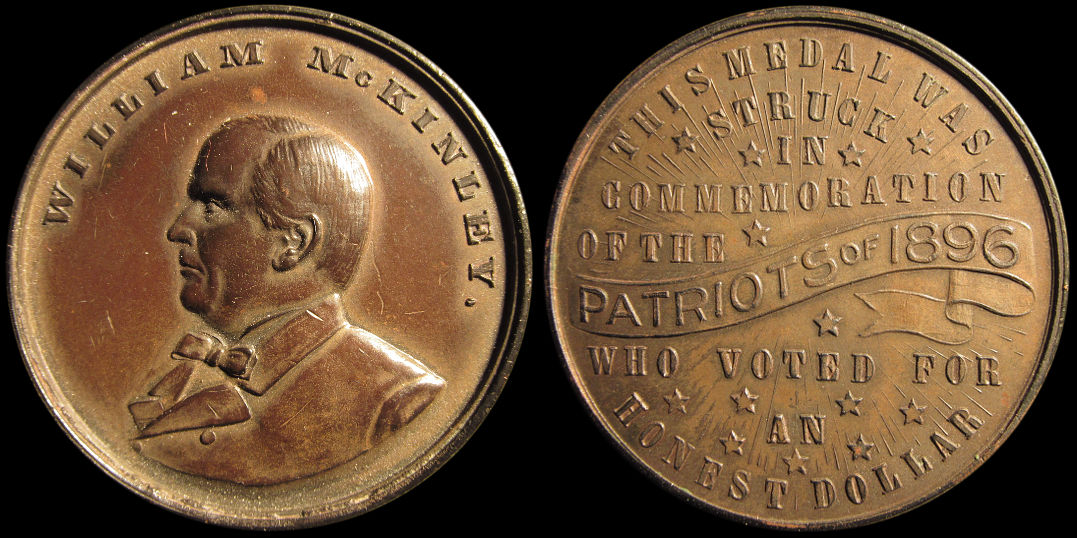 WILLIAM McKINLEY.
THIS MEDAL WAS
STRUCK
IN
COMMEMORATION
OF THE
PATRIOTS OF 1896
WHO VOTED FOR
AN
HONEST DOLLAR